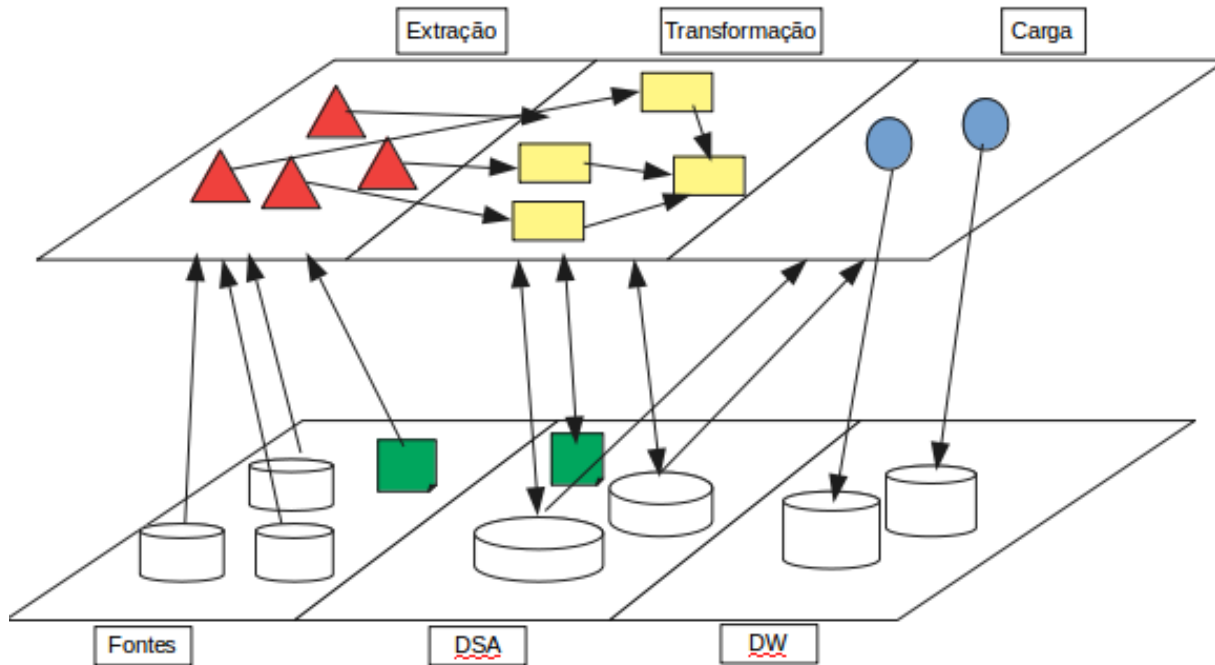 Extração
Transformação
Carga
Fontes
DSA
DW